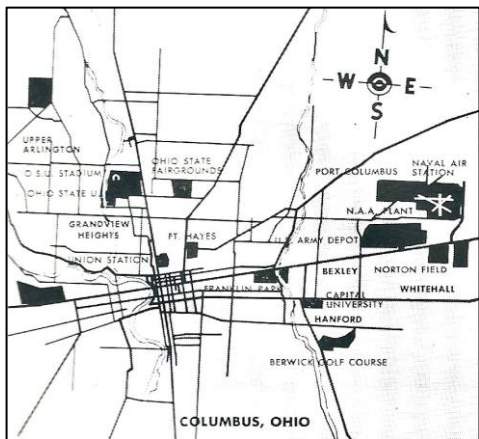 N
W E
S
UPPER
ARLINGTON
O.S.U. STADIUM
OHIO STATE U.
OHIO STATE
FAIRGROUNDS
GRANDVIEW
HEIGHTS
FT. HAYES
UNION STATION
FRANKLIN PARK
PORT COLUMBUS
NAVAL AIR
STATION
N.A.A. PLANT
ARMY DEPOT
BEXLEY
NORTON FIELD
WHITEHALL
CAPITAL
UNIVERSITY
HANFORD
BERWICK GOLF COURSE
COLUMBUS, OHIO